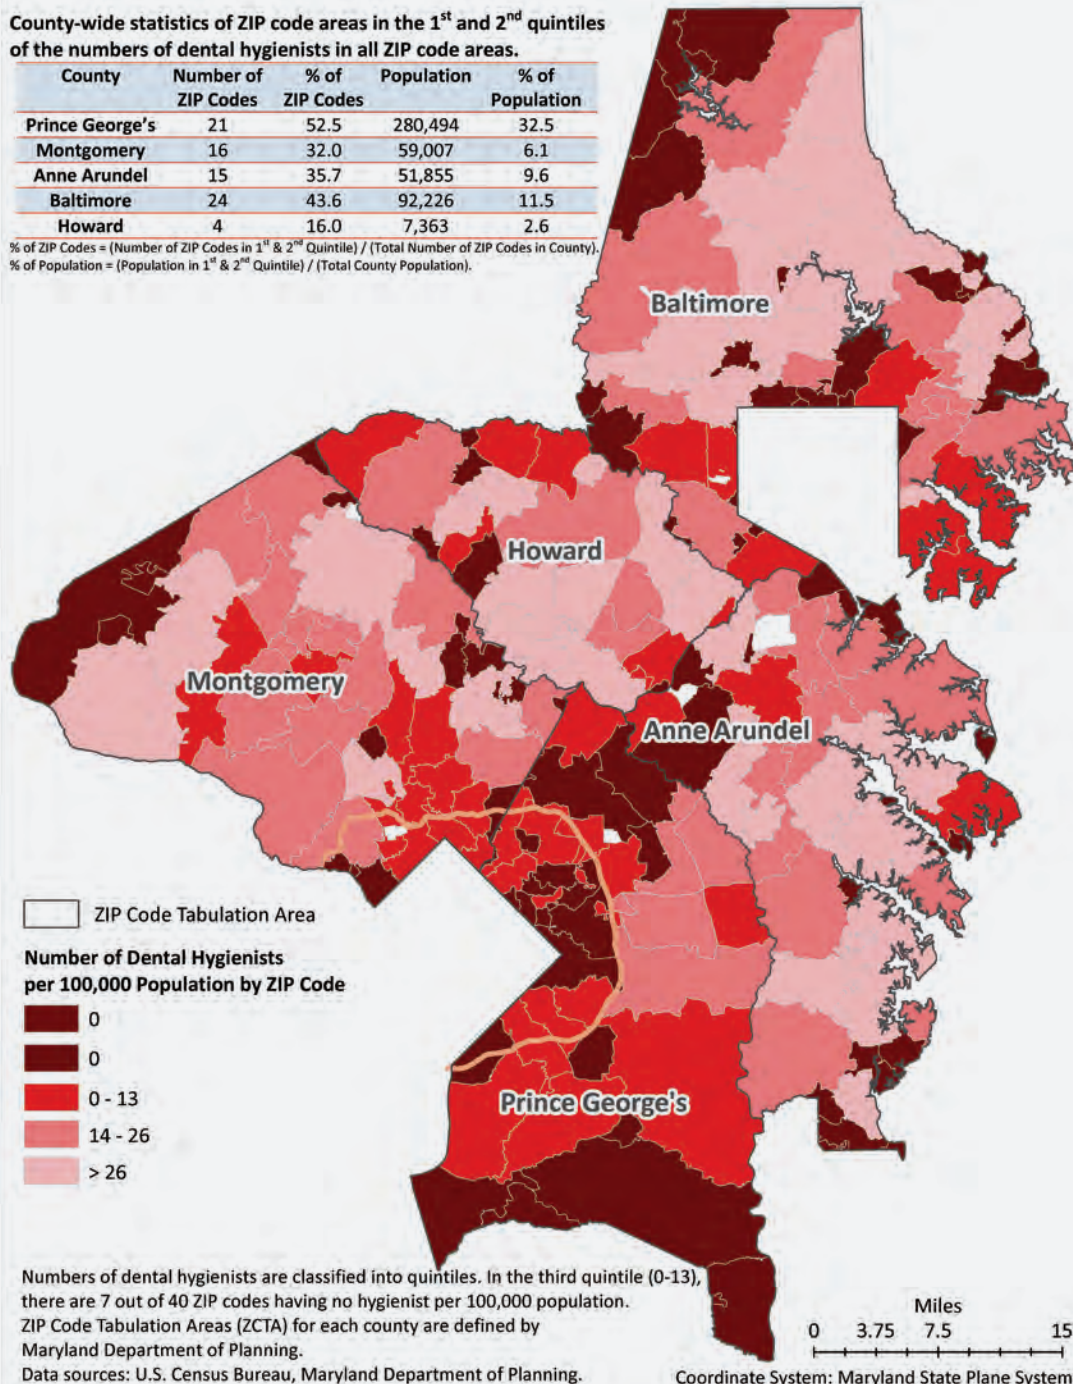 County-wide statistics of ZIP code areas in the 1st and 2nd quintiles
of the numbers of dental hygienists in all ZIP code areas.
County Number of ZIP Codes % of ZIP Codes Population % of Population
Prince George's 21 52.5 280,494 32.5
Montgomery 16 32.0 59,007 6.1
Anne Arundel 15 35.7 51,855 9.6
Baltimore 24 43.6 92,226 11.5
Howard 4 16.0 7,363 2.6
% of ZIP Codes = (Number of ZIP Codes in 1st & 2nd Quintile) / (Total Number of ZIP Codes in County).
% of Population = (Population in 1st & 2nd Quintile) / (Total County Population).
Baltimore
Howard
Montgomery
Anne Arundel
Prince George's
ZIP Code Tabulation Area
Number of Dental Hygienists
per 100,000 Population by ZIP Code
0
0
0 - 13
14 - 26
> 26
Numbers of dental hygienists are classified into quintiles. In the third quintile (0-13),
there are 7 out of 40 ZIP codes having no hygienist per 100,000 population.
ZIP Code Tabulation Areas (ZCTA) for each county are defined by
Maryland Department of Planning.
Data sources: U.S. Census Bureau, Maryland Department of Planning.
Miles
0 3.75 7.5 15
Coordinate System: Maryland State Plane System